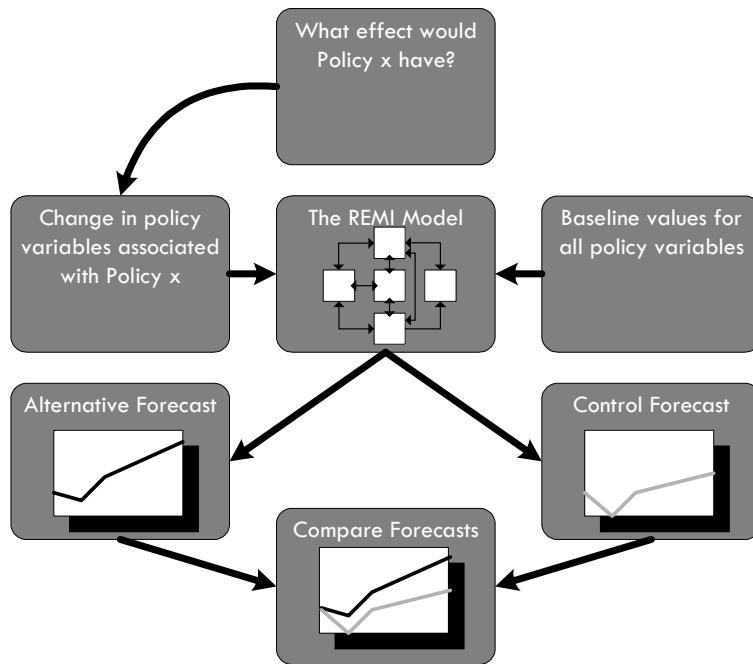 What effect would
Policy x have?
Change in policy
variables associated
with Policy x
The REMI Model
Baseline values for
all policy variables
Alternative Forecast
Control Forecast
Compare Forecasts